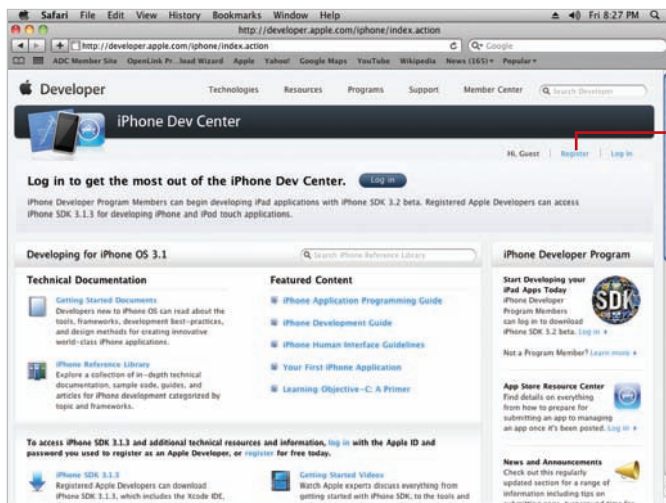 Safari File Edit View History Bookmarks Window Help Fri 8:27 PM
http://developer.apple.com/iphone/index.action
http://developer.apple.com/iphone/index.action Google
ADC Member Site OpenLink Pr...load Wizard Apple Yahoo! Google Maps YouTube Wikipedia News (165) Popular
Developer Technologies Resources Programs Support Member Center Search Developer
iPhone Dev Center
Hi, Guest | Register | Log in
Log in to get the most out of the iPhone Dev Center. Log in
iPhone Developer Program Members can begin developing iPad applications with iPhone SDK 3.2 beta. Registered Apple Developers can access
iPhone SDK 3.1.3 for developing iPhone and iPod touch applications.
Developing for iPhone OS 3.1
Search iPhone Reference Library
Technical Documentation
Getting Started Documents
Developers new to iPhone OS can read about the
tools, frameworks, development best-practices,
and design methods for creating innovative
world-class iPhone applications.
iPhone Reference Library
Explore a collection of in-depth technical
documentation, sample code, guides, and
articles for iPhone development categorized by
topic and frameworks.
Featured Content
iPhone Application Programming Guide
iPhone Development Guide
iPhone Human Interface Guidelines
Your First iPhone Application
Learning Objective-C: A Primer
To access iPhone SDK 3.1.3 and additional technical resources and information, log in with the Apple ID and
password you used to register as an Apple Developer, or register for free today.
iPhone SDK 3.1.3
Registered Apple Developers can download
iPhone SDK 3.1.3, which includes the Xcode IDE,
Getting Started Videos
Watch Apple experts discuss everything from
getting started with iPhone SDK, to the tools and
iPhone Developer Program
Start Developing your
iPad Apps Today
iPhone Developer
Program Members
can log in to download
iPhone SDK 3.2 beta. Log in
SDK
Not a Program Member? Learn more
App Store Resource Center
Find details on everything
from how to prepare for
submitting an app to managing
an app once it's been posted. Log in
News and Announcements
Check out this regularly
updated section for a range of
information including tips on